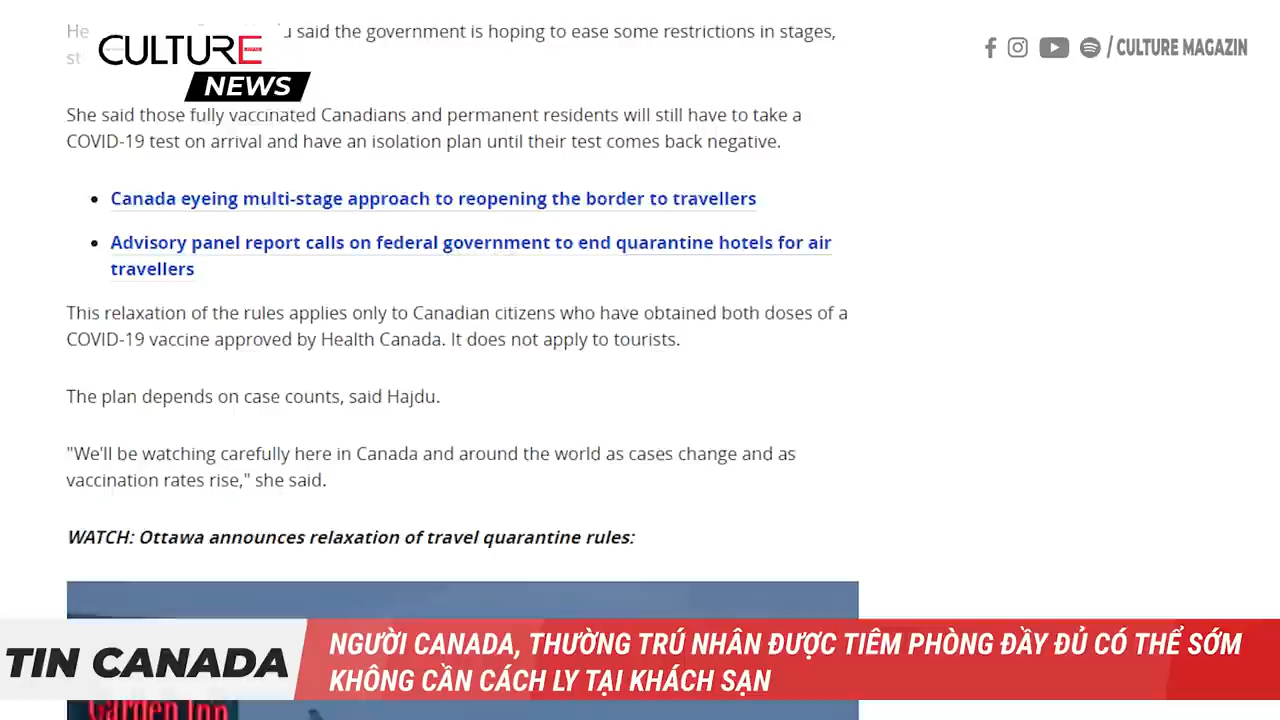 He
u said the government is hoping to ease some restrictions in stages,
st
CULTURE
NEWS
/ CULTURE MAGAZIN
She said those fully vaccinated Canadians and permanent residents will still have to take a
COVID-19 test on arrival and have an isolation plan until their test comes back negative.
Canada eyeing multi-stage approach to reopening the border to travellers
Advisory panel report calls on federal government to end quarantine hotels for air
travellers
This relaxation of the rules applies only to Canadian citizens who have obtained both doses of a
COVID-19 vaccine approved by Health Canada. It does not apply to tourists.
The plan depends on case counts, said Hajdu.
"We'll be watching carefully here in Canada and around the world as cases change and as
vaccination rates rise," she said.
WATCH: Ottawa announces relaxation of travel quarantine rules:
TIN CANADA
NGƯỜI CANADA, THƯỜNG TRÚ NHÂN ĐƯỢC TIÊM PHÒNG ĐẦY ĐỦ CÓ THỂ SỚM
KHÔNG CẦN CÁCH LY TẠI KHÁCH SẠN
Garden Inn